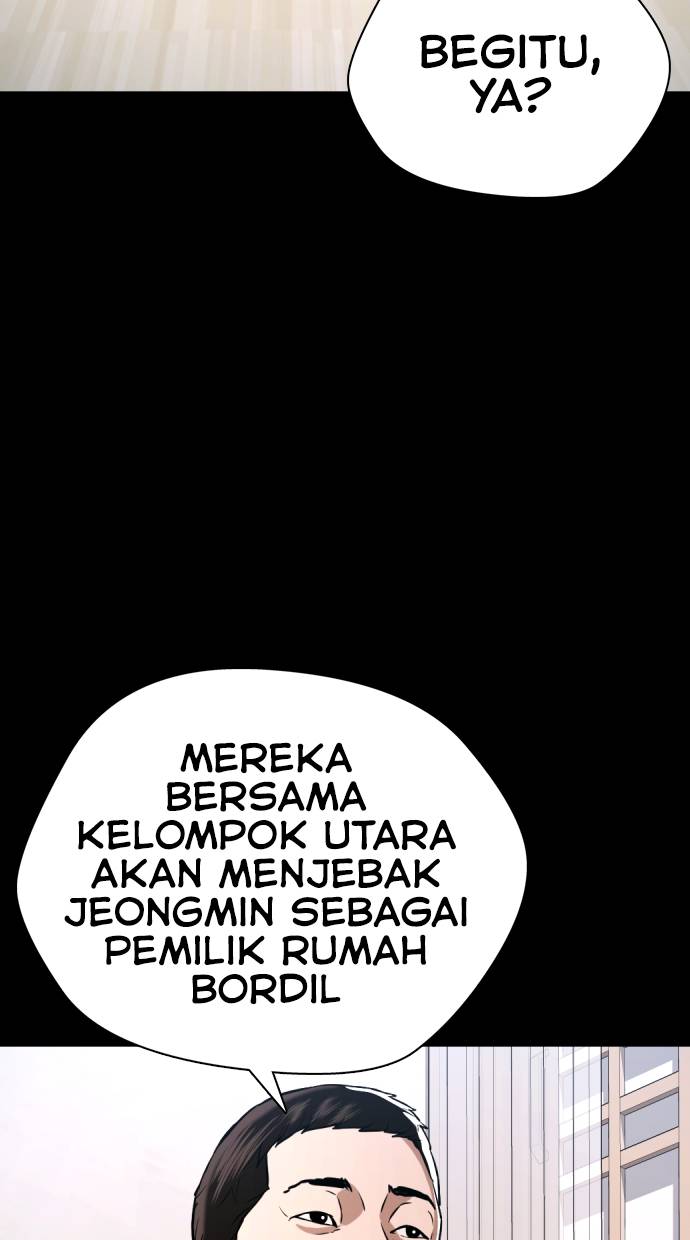 BEGITU,
YA?
MEREKA
BERSAMA
KELOMPOK UTARA
AKAN MENJEBAK
JEONGMIN SEBAGAI
PEMILIK RUMAH
BORDIL